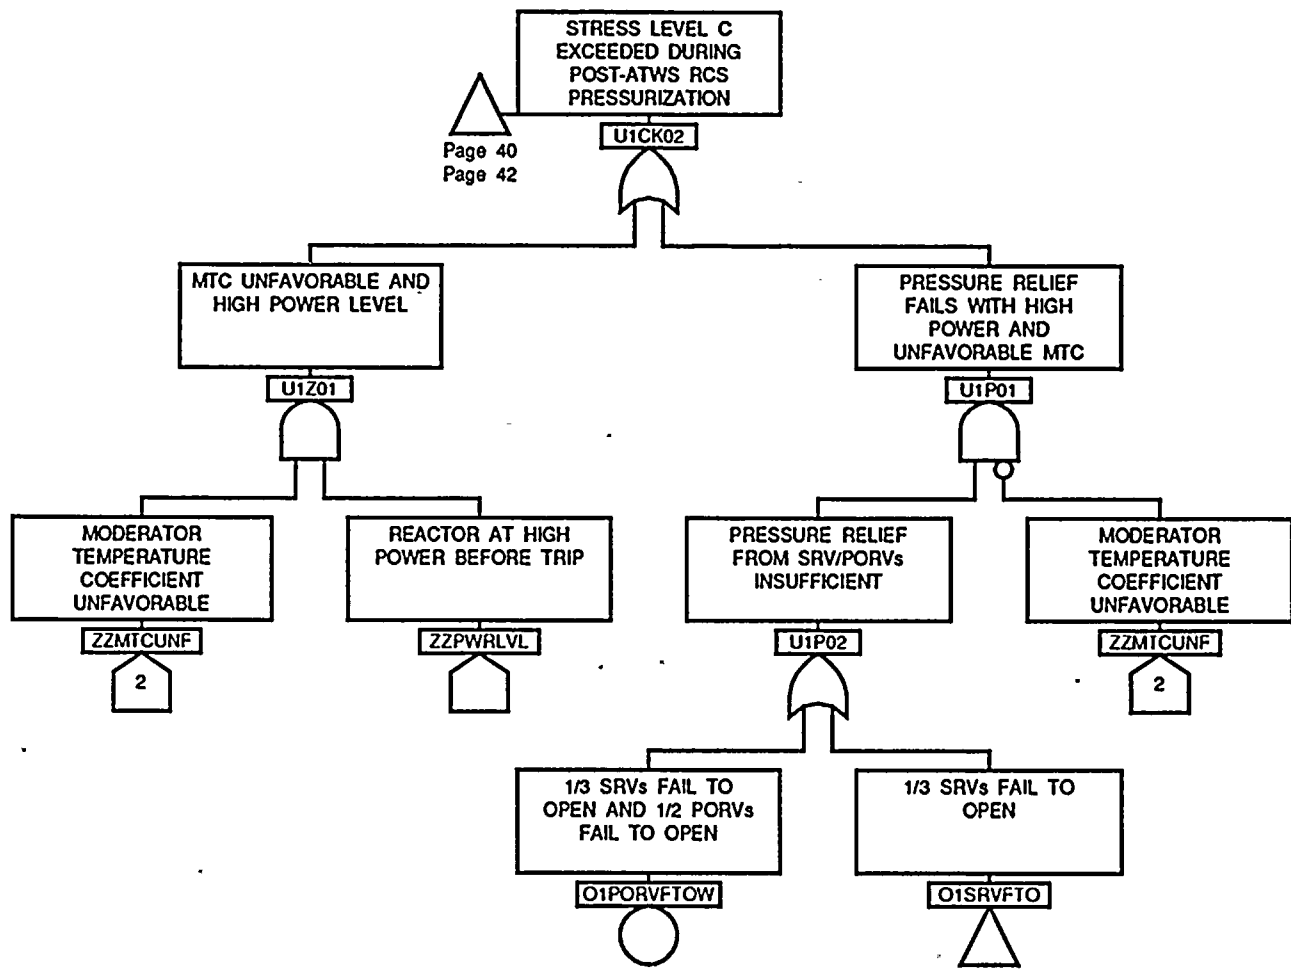 STRESS LEVEL C
EXCEEDED DURING
POST-ATWS RCS
PRESSURIZATION
Page 40
Page 42
U1CK02
MTC UNFAVORABLE AND
HIGH POWER LEVEL
U1Z01
PRESSURE RELIEF
FAILS WITH HIGH
POWER AND
UNFAVORABLE MTC
U1P01
MODERATOR
TEMPERATURE
COEFFICIENT
UNFAVORABLE
ZZMTCUNF
2
REACTOR AT HIGH
POWER BEFORE TRIP
ZZPWRLVL
PRESSURE RELIEF
FROM SRV/PORVs
INSUFFICIENT
U1P02
MODERATOR
TEMPERATURE
COEFFICIENT
UNFAVORABLE
ZZMTCUNF
2
1/3 SRVs FAIL TO
OPEN AND 1/2 PORVs
FAIL TO OPEN
O1PORVFTOW
1/3 SRVs FAIL TO
OPEN
O1SRVFTO